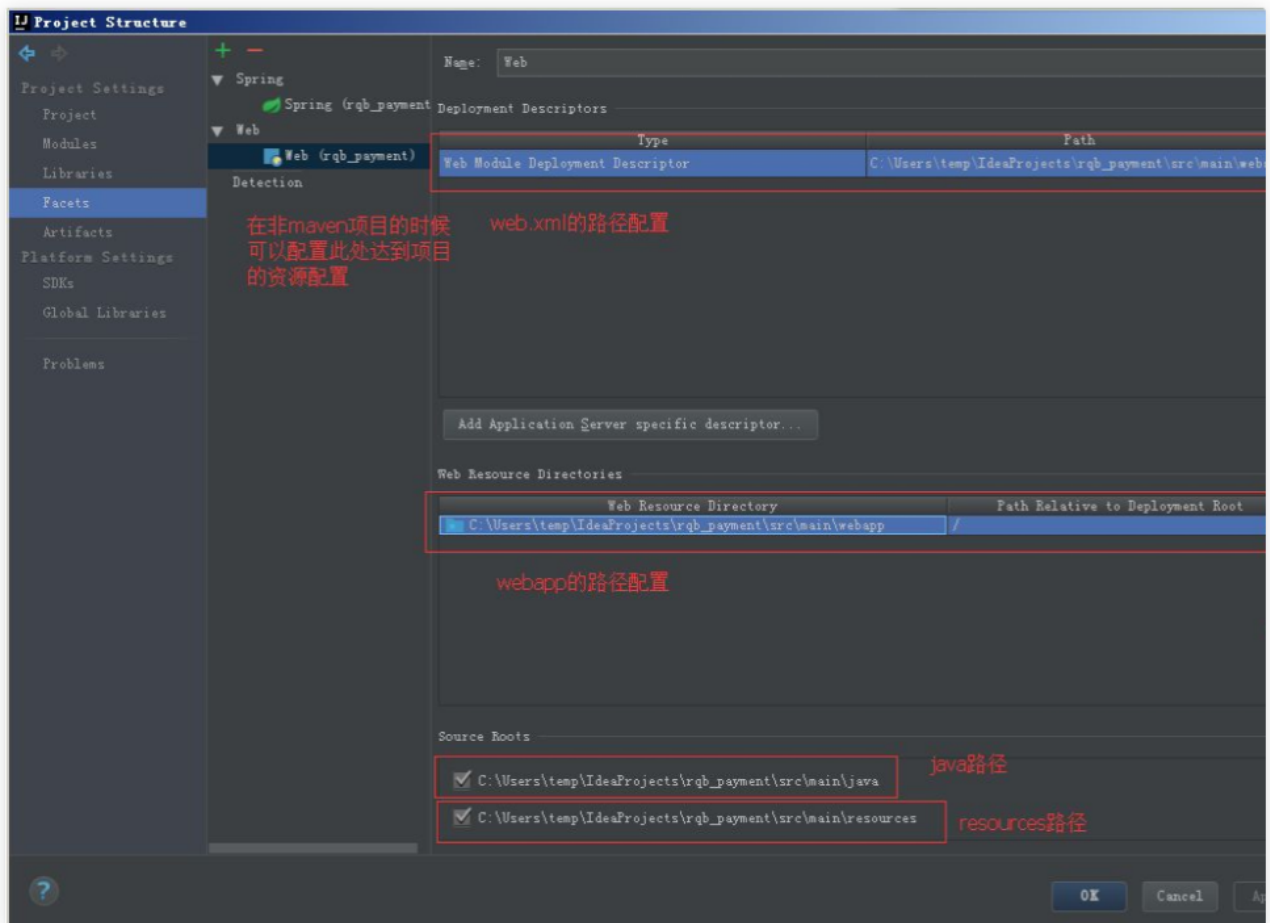 Project Structure
Project Settings
Project
Modules
Libraries
Facets
Artifacts
Platform Settings
SDKs
Global Libraries
Problems
Spring
Spring (rqb_payment
Web
Web (rqb_payment)
Detection
在非maven项目的时候
可以配置此处达到项目
的资源配置
Name: Web
Deployment Descriptors
Type Path
Web Module Deployment Descriptor C:\Users\temp\IdeaProjects\rqb_payment\src\main\web
web.xml的路径配置
Add Application Server specific descriptor...
Web Resource Directories
Web Resource Directory Path Relative to Deployment Root
C:\Users\temp\IdeaProjects\rqb_payment\src\main\webapp /
webapp的路径配置
Source Roots
C:\Users\temp\IdeaProjects\rqb_payment\src\main\java
java路径
C:\Users\temp\IdeaProjects\rqb_payment\src\main\resources
resources路径
?
OK Cancel Ap